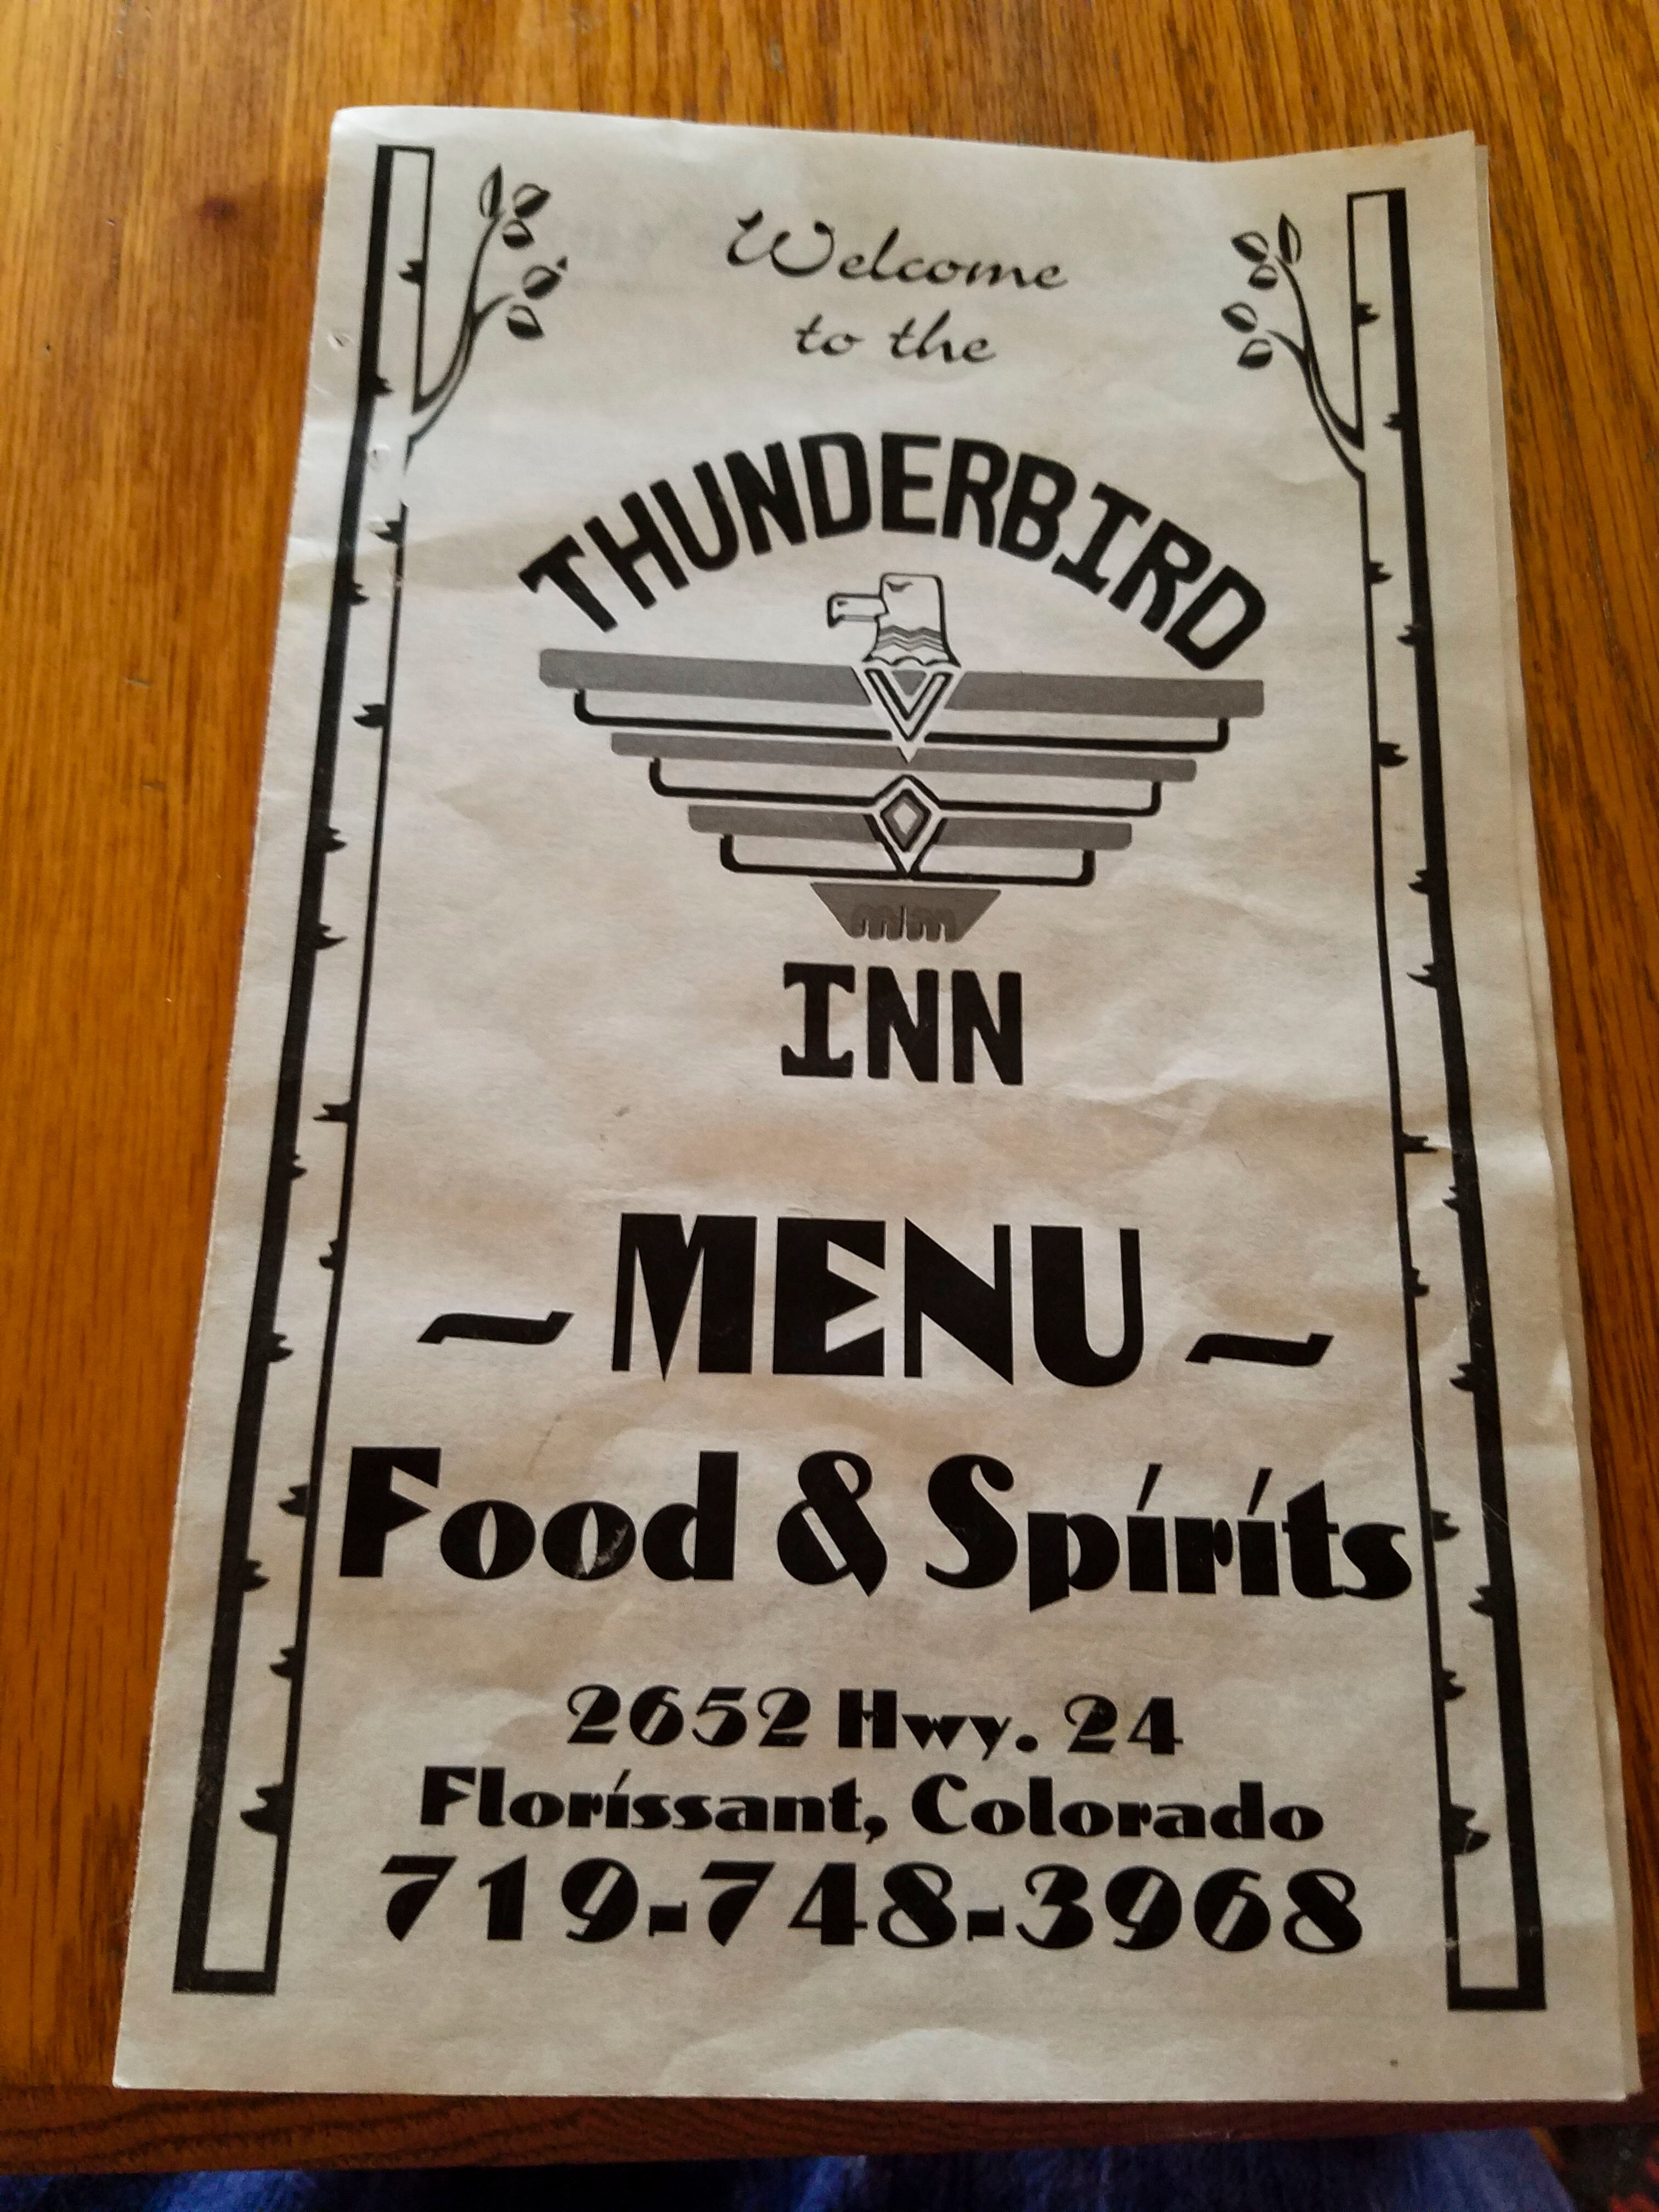 Welcome
to the
THUNDERBIRD
INN
~ MENU ~
Food & Spirits
2652 Hwy. 24
Florissant, Colorado
719-748-3968